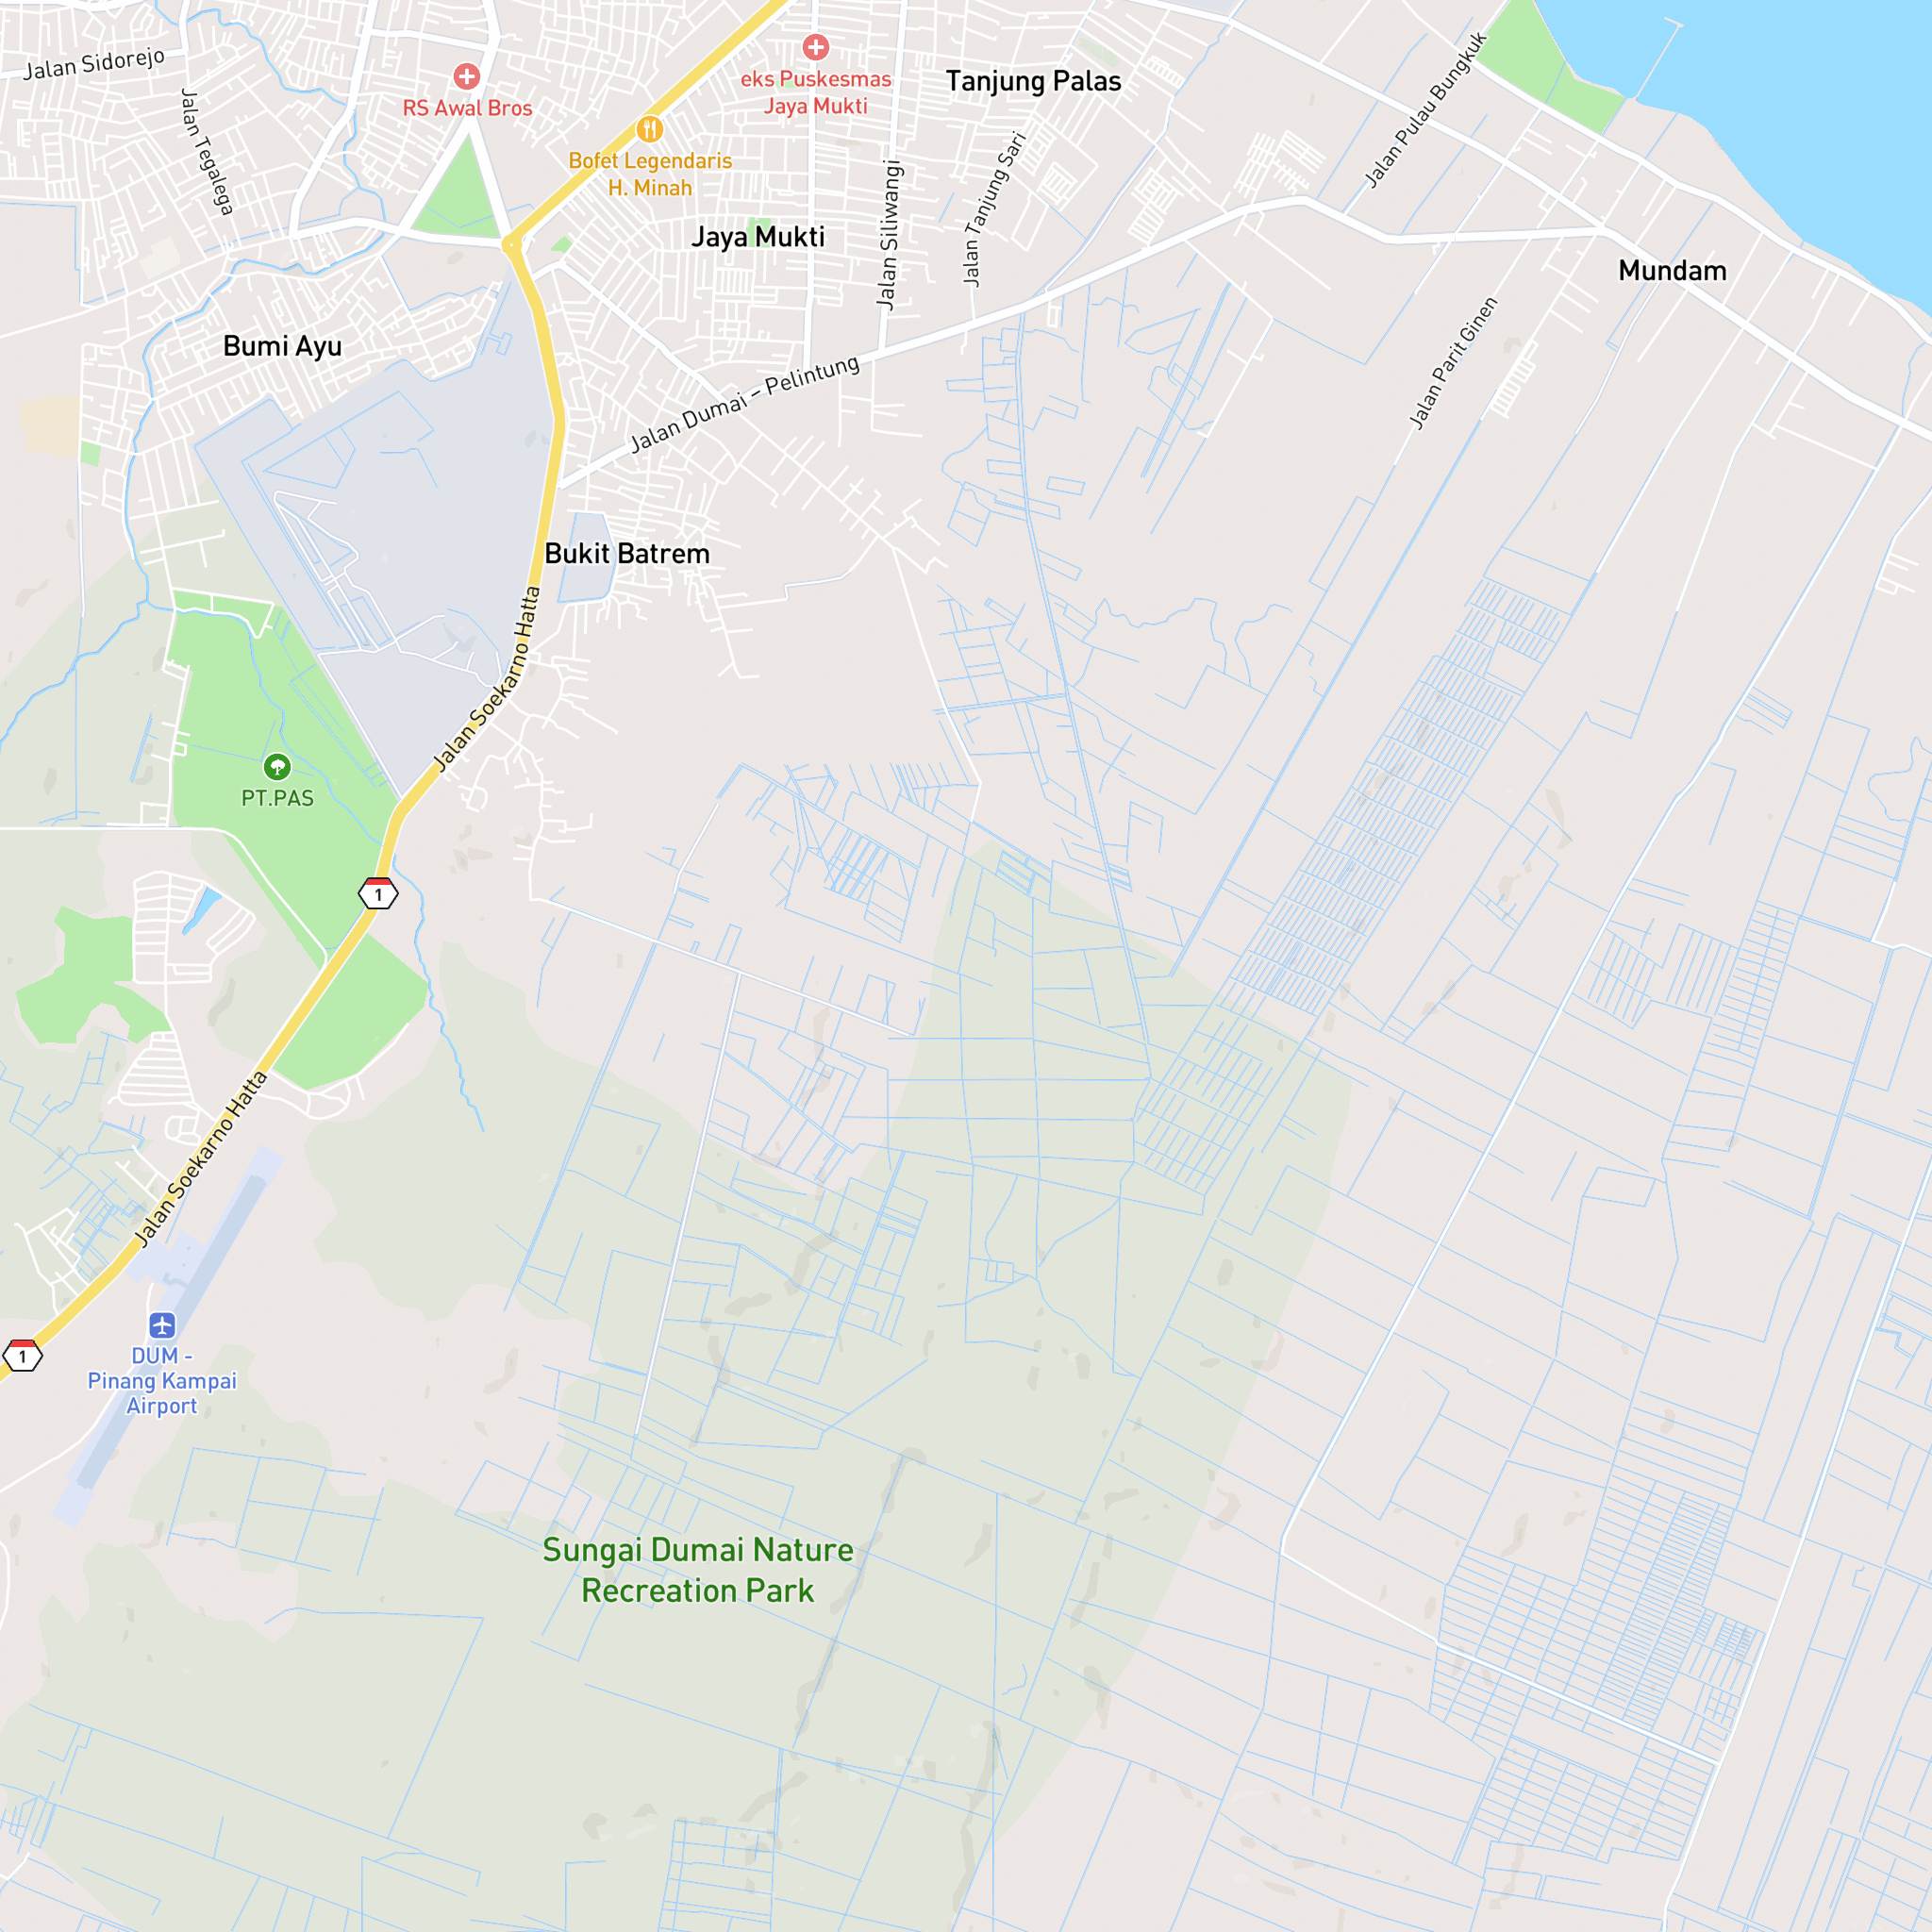 Jalan Sidorejo
Jalan Tegalega
RS Awal Bros
eks Puskesmas
Jaya Mukti
Tanjung Palas
Jalan Pulau Bungkuk
Bofet Legendaris
H. Minah
Jaya Mukti
Jalan Siliwangi
Jalan Tanjung Sari
Mundam
Bumi Ayu
Jalan Dumai – Pelintung
Jalan Parit Ginen
Bukit Batrem
Jalan Soekarno Hatta
PT.PAS
1
Jalan Soekarno Hatta
1
DUM -
Pinang Kampai
Airport
Sungai Dumai Nature
Recreation Park